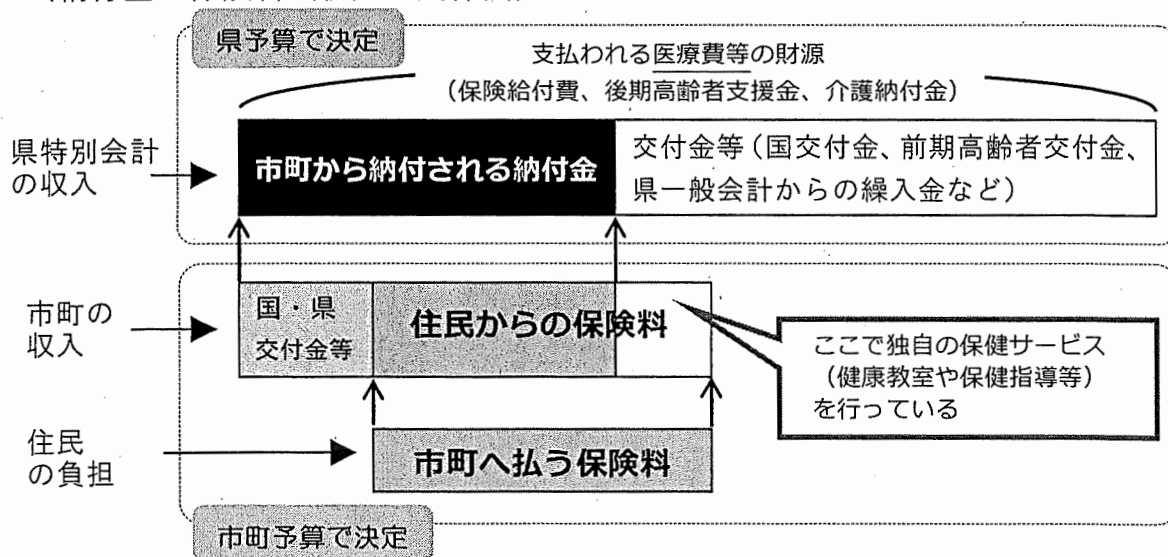 県予算で決定
支払われる医療費等の財源
（保険給付費、後期高齢者支援金、介護納付金）
県特別会計
の収入
市町から納付される納付金
交付金等（国交付金、前期高齢者交付金、
県一般会計からの繰入金など）
市町の
収入
国・県
交付金等
住民からの保険料
ここで独自の保健サービス
（健康教室や保健指導等）
を行っている
住民
の負担
市町へ払う保険料
市町予算で決定